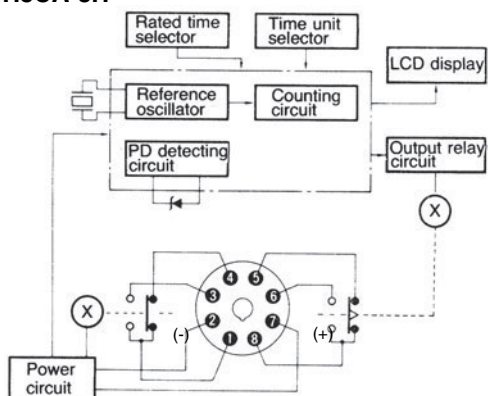 Rated time
selector
Time unit
selector
LCD display
Reference
oscillator
Counting
circuit
PD detecting
circuit
Output relay
circuit
X
4 5
3 6
X
2 7
(-) (+)
1 8
Power
circuit